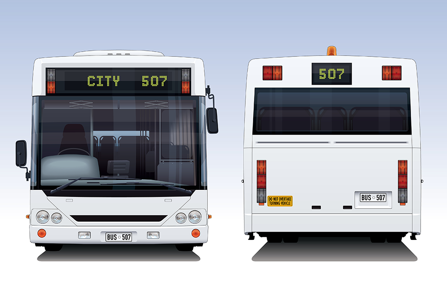 CITY 507
BUS 507
507
DO NOT OVERTAKE
TURNING VEHICLE
BUS 507